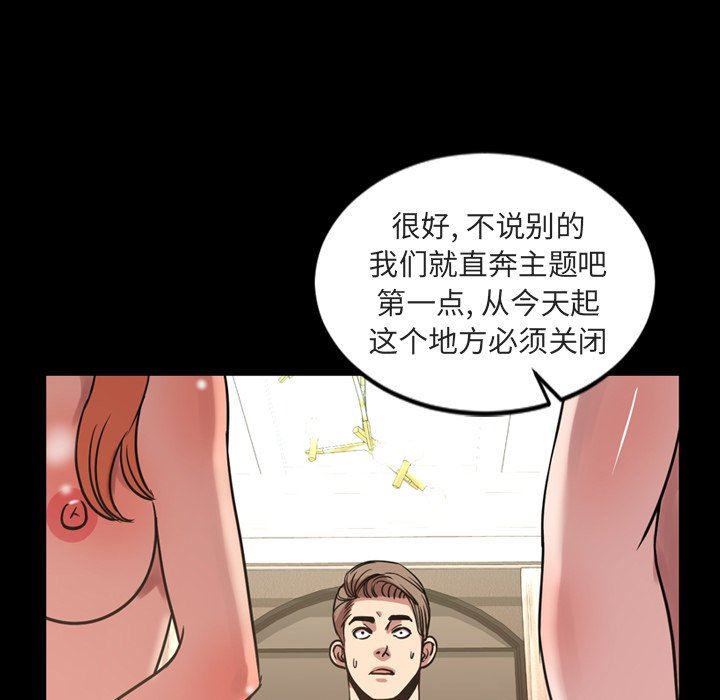 很好, 不说别的
我们就直奔主题吧
第一点, 从今天起
这个地方必须关闭